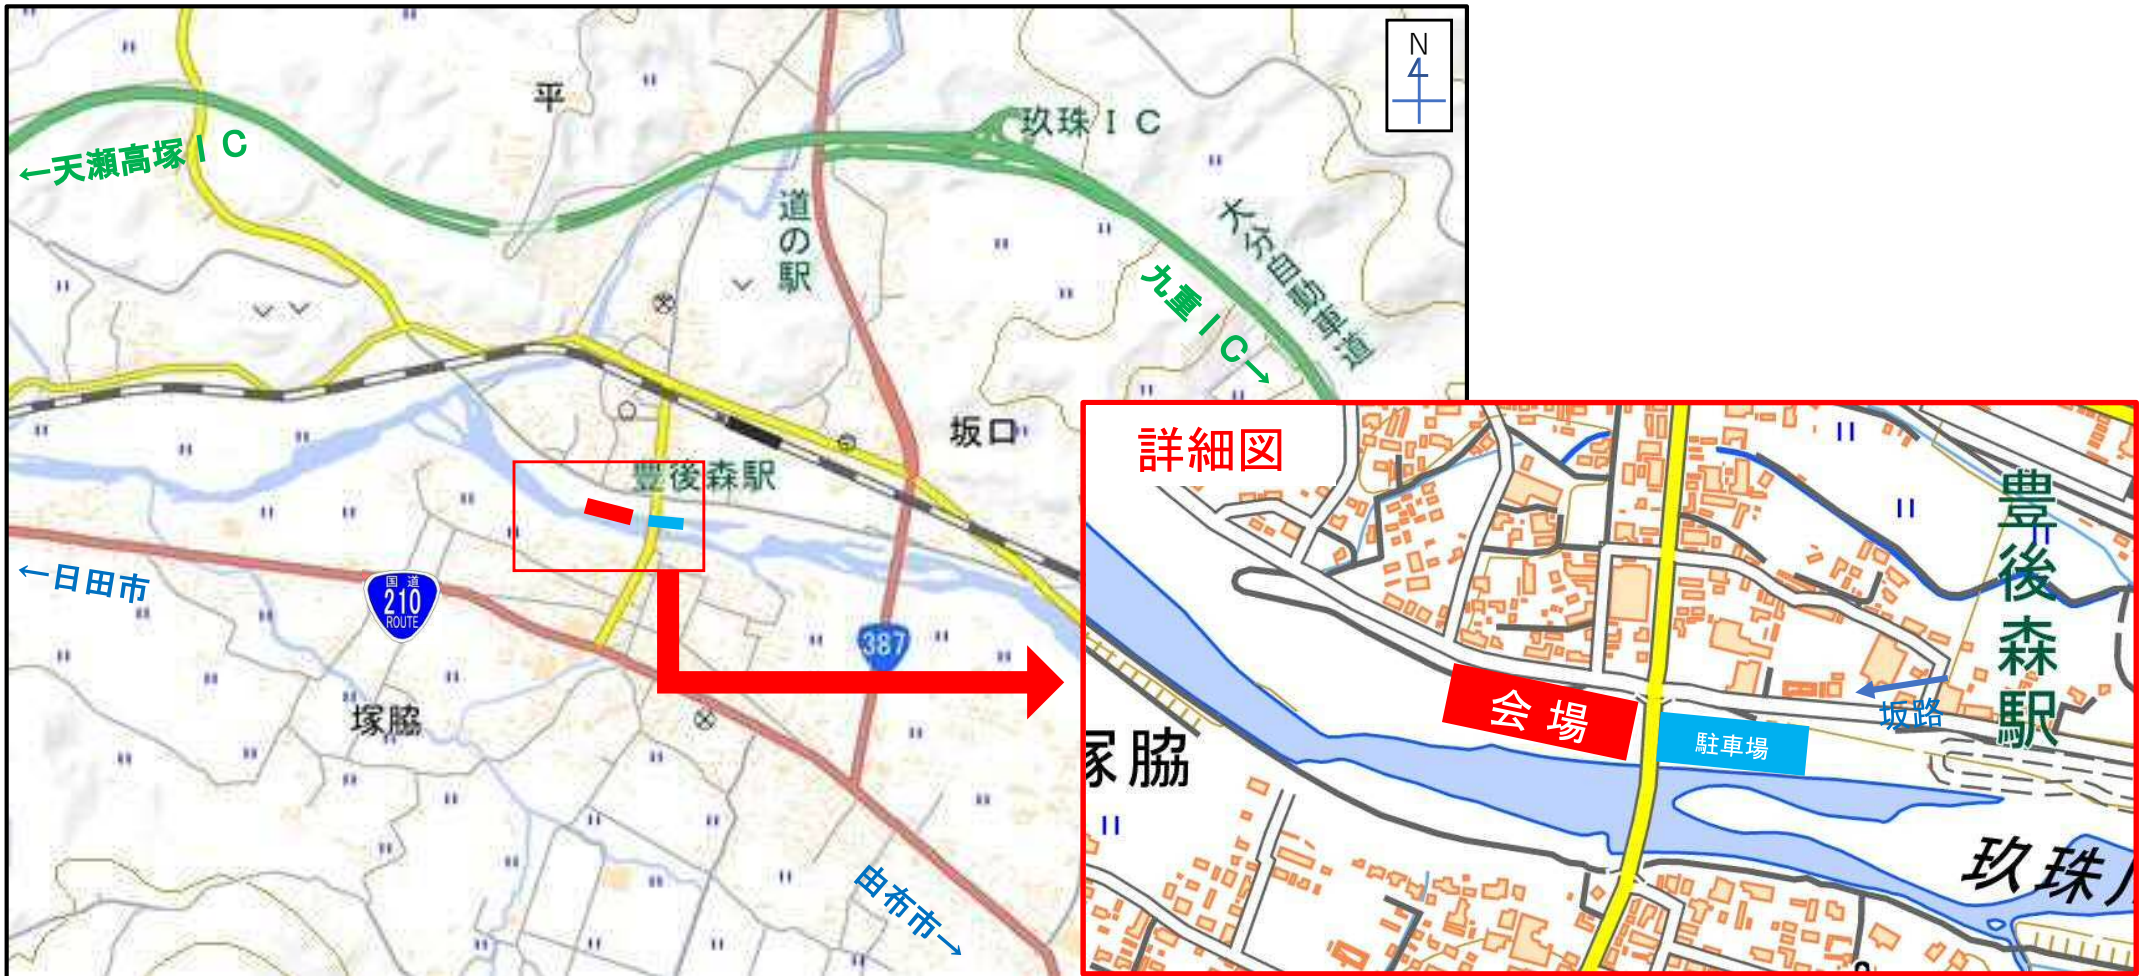 N
平
玖珠IC
←天瀬高塚IC
道の駅
大分自動車道
九重IC→
坂口
豊後森駅
←日田市
国道
210
ROUTE
387
塚脇
由布市→
詳細図
豊後森駅
会場
坂路
駐車場
塚脇